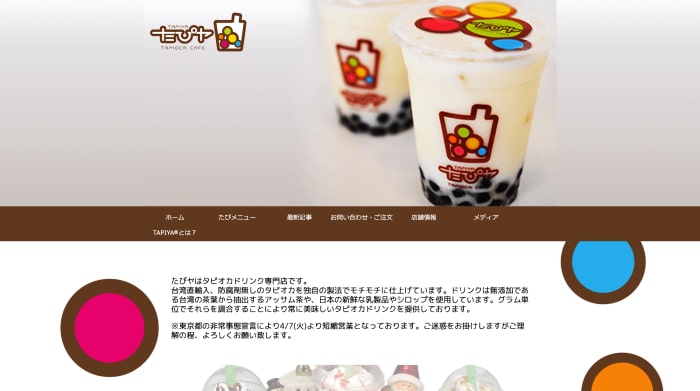 TAPIYA
たぴヤ
TAPIOCA CAFE
たぴヤ
TAPIYA
たぴヤ
TAPIOCA CAFE
ホーム
たぴメニュー
最新記事
お問い合わせ・ご注文
店舗情報
メディア
TAPIYA®とは？
たぴヤはタピオカドリンク専門店です。
台湾直輸入、防腐剤無しのタピオカを独自の製法でモチモチに仕上げています。ドリンクは無添加であ
る台湾の茶葉から抽出するアッサム茶や、日本の新鮮な乳製品やシロップを使用しています。グラム単
位でそれらを調合することにより常に美味しいタピオカドリンクを提供しております。
※東京都の非常事態宣言により4/7(火)より短縮営業となっております。ご迷惑をお掛けしますがご理
解の程、よろしくお願い致します。